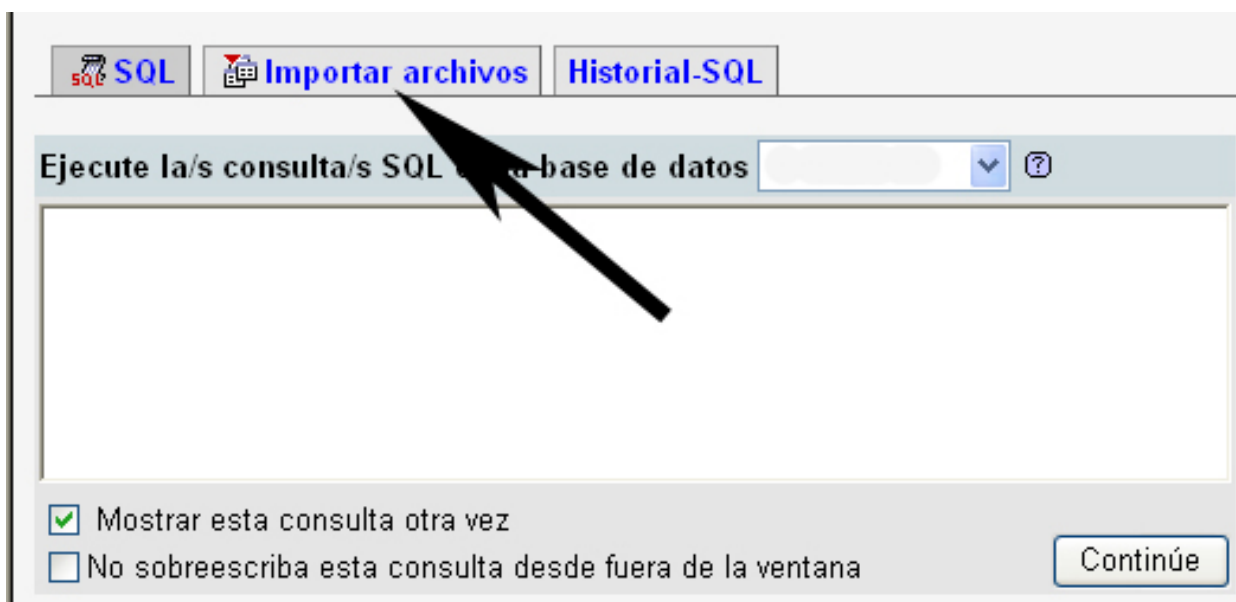 SQL Importar archivos Historial-SQL
Ejecute la/s consulta/s SQL base de datos
Mostrar esta consulta otra vez
No sobreescriba esta consulta desde fuera de la ventana Continúe